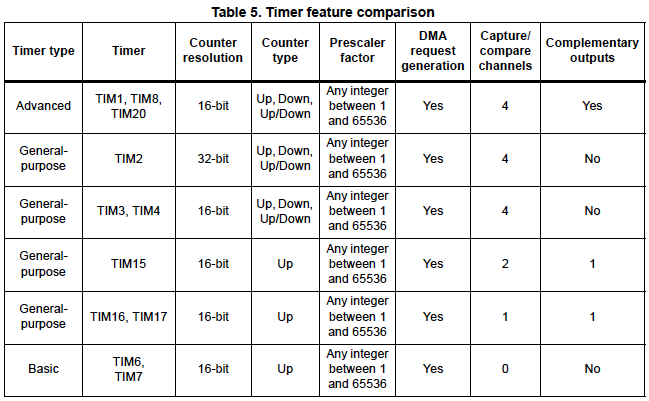 Table 5. Timer feature comparison
Timer type Timer Counter resolution Counter type Prescaler factor DMA request generation Capture/ compare channels Complementary outputs
Advanced TIM1, TIM8, TIM20 16-bit Up, Down, Up/Down Any integer between 1 and 65536 Yes 4 Yes
General-purpose TIM2 32-bit Up, Down, Up/Down Any integer between 1 and 65536 Yes 4 No
General-purpose TIM3, TIM4 16-bit Up, Down, Up/Down Any integer between 1 and 65536 Yes 4 No
General-purpose TIM15 16-bit Up Any integer between 1 and 65536 Yes 2 1
General-purpose TIM16, TIM17 16-bit Up Any integer between 1 and 65536 Yes 1 1
Basic TIM6, TIM7 16-bit Up Any integer between 1 and 65536 Yes 0 No